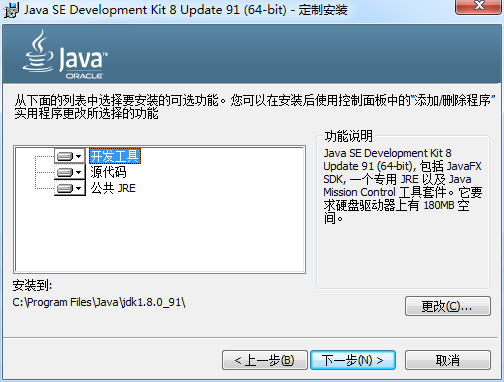 Java SE Development Kit 8 Update 91 (64-bit) - 定制安装
Java
ORACLE
从下面的列表中选择要安装的可选功能。您可以在安装后使用控制面板中的“添加/删除程序”
实用程序更改所选择的功能
开发工具
源代码
公共 JRE
功能说明
Java SE Development Kit 8
Update 91 (64-bit), 包括 JavaFX
SDK, 一个专用 JRE 以及 Java
Mission Control 工具套件。它要
求硬盘驱动器上有 180MB 空
间。
安装到:
C:\Program Files\Java\jdk1.8.0_91\
更改(C)...
< 上一步(B)
下一步(N) >
取消